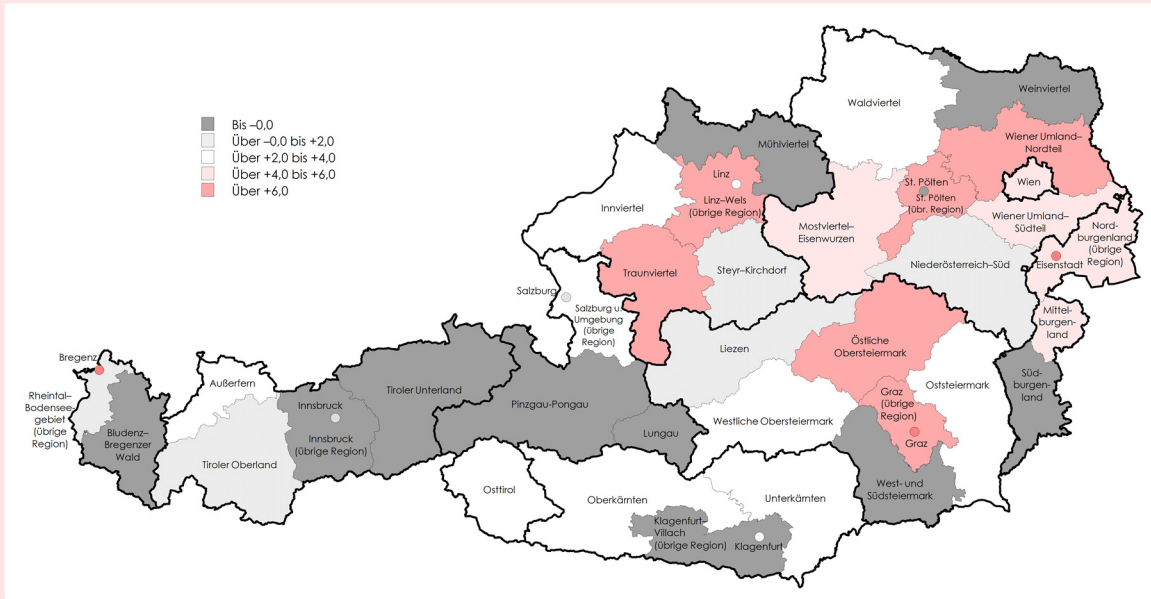 Bis –0,0
Über –0,0 bis +2,0
Über +2,0 bis +4,0
Über +4,0 bis +6,0
Über +6,0
Waldviertel
Weinviertel
Mühlviertel
Wiener Umland–
Nordteil
Linz
Linz–Wels
(übrige Region)
St. Pölten
St. Pölten
(übr. Region)
Wien
Innviertel
Mostviertel–
Eisenwurzen
Wiener Umland–
Südteil
Nord-
burgenland
(übrige
Region)
Traunviertel
Steyr–Kirchdorf
Niederösterreich–Süd
Eisenstadt
Salzburg
Salzburg u.
Umgebung
(übrige
Region)
Mittel-
burgen-
land
Liezen
Östliche
Obersteiermark
Bregenz
Rheintal–
Bodensee-
gebiet
(übrige
Region)
Außerfern
Tiroler Unterland
Pinzgau-Pongau
Graz
(übrige
Region)
Oststeiermark
Süd-
burgen-
land
Innsbruck
Innsbruck
(übrige Region)
Bludenz–
Bregenzer
Wald
Lungau
Westliche Obersteiermark
Graz
Tiroler Oberland
Osttirol
Oberkärnten
Unterkärnten
West- und
Südsteiermark
Klagenfurt–
Villach
(übrige Region)
Klagenfurt